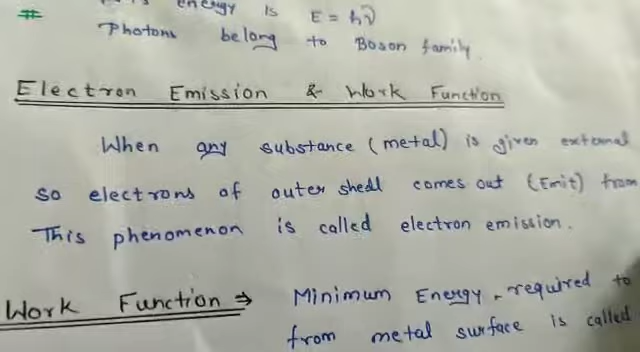 energy is E = hν
# Photons belong to Boson family.
Electron Emission & Work Function
When any substance (metal) is given external
so electrons of outer shell comes out (Emit) from
This phenomenon is called electron emission.
Work Function ⇒ Minimum Energy required to
from metal surface is called